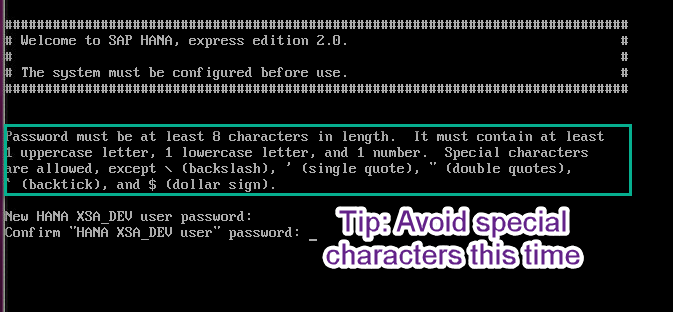 ##############################################################################
# Welcome to SAP HANA, express edition 2.0. #
# #
# The system must be configured before use. #
##############################################################################
Password must be at least 8 characters in length. It must contain at least
1 uppercase letter, 1 lowercase letter, and 1 number. Special characters
are allowed, except \ (backslash), ' (single quote), " (double quotes),
` (backtick), and $ (dollar sign).
New HANA XSA_DEV user password:
Confirm "HANA XSA_DEV user" password: _
Tip: Avoid special
characters this time